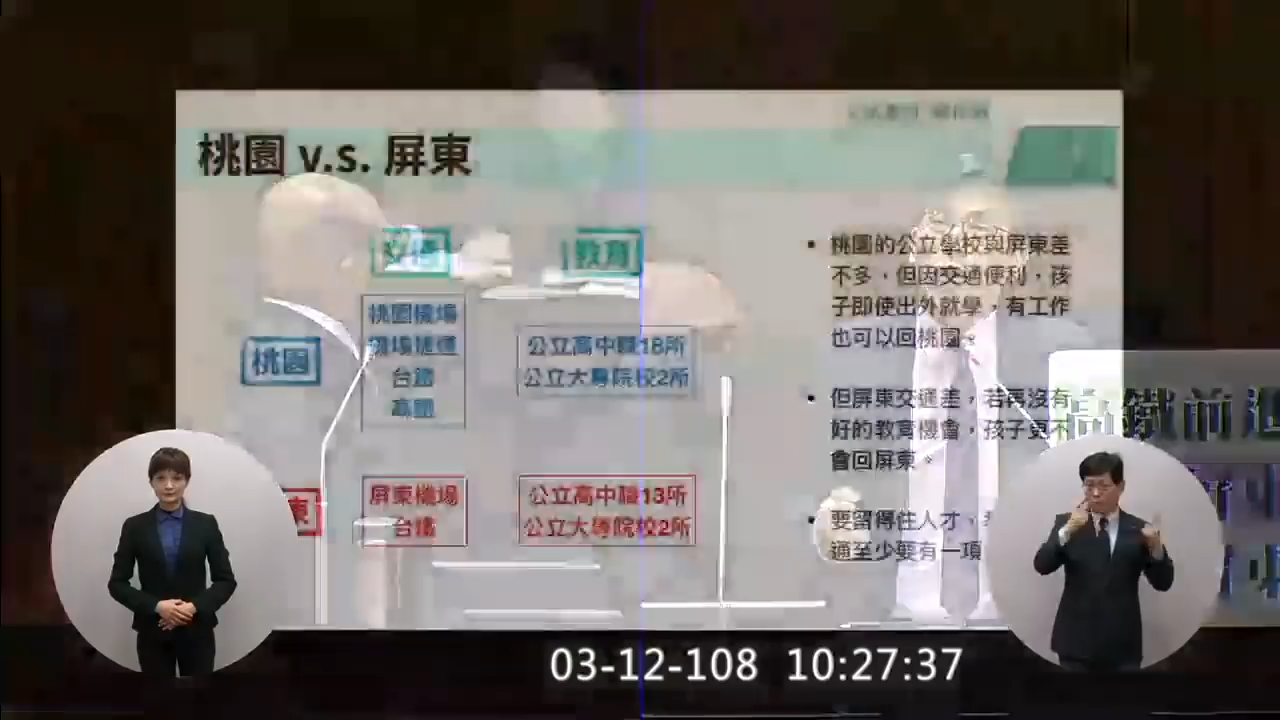 桃園 v.s. 屏東
教育
桃園
桃園機場
機場捷運
台鐵
高鐵
公立高中職18所
公立大專院校2所
東
屏東機場
台鐵
公立高中職13所
公立大專院校2所
• 桃園的公立學校與屏東差
不多，但因交通便利，孩
子即使出外就學，有工作
也可以回桃園。
• 但屏東交通差，若再沒有
好的教育機會，孩子更不
會回屏東。
• 要留得住人才，
通至少要有一項
高鐵前進
03-12-108 10:27:37